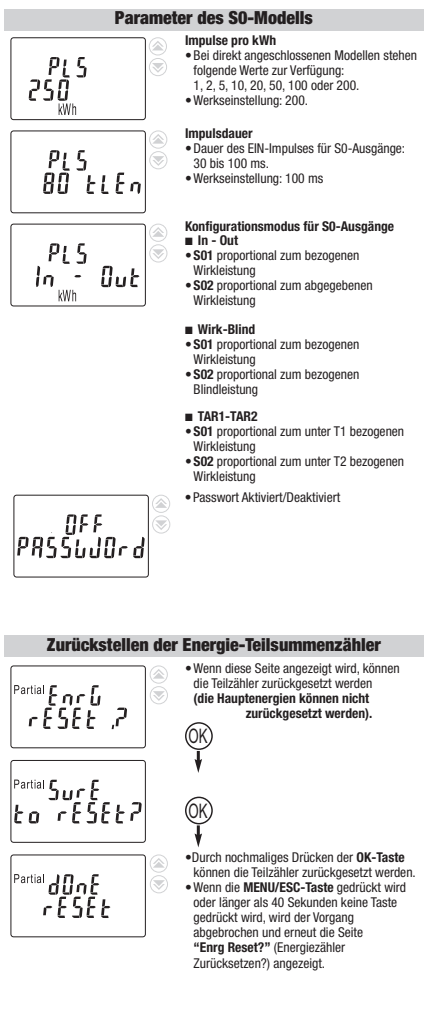 Parameter des S0-Modells
PLS
250
kWh
Impulse pro kWh
• Bei direkt angeschlossenen Modellen stehen
folgende Werte zur Verfügung:
1, 2, 5, 10, 20, 50, 100 oder 200.
• Werkseinstellung: 200.
PLS
80 tLEn
Impulsdauer
• Dauer des EIN-Impulses für S0-Ausgänge:
30 bis 100 ms.
• Werkseinstellung: 100 ms
PLS
In - Out
kWh
Konfigurationsmodus für S0-Ausgänge
■ In - Out
• S01 proportional zum bezogenen
Wirkleistung
• S02 proportional zum abgegebenen
Wirkleistung
■ Wirk-Blind
• S01 proportional zum bezogenen
Wirkleistung
• S02 proportional zum bezogenen
Blindleistung
■ TAR1-TAR2
• S01 proportional zum unter T1 bezogenen
Wirkleistung
• S02 proportional zum unter T2 bezogenen
Wirkleistung
OFF
PASSWOrd
• Passwort Aktiviert/Deaktiviert
Zurückstellen der Energie-Teilsummenzähler
Partial EnrG
rESEt ?
• Wenn diese Seite angezeigt wird, können
die Teilzähler zurückgesetzt werden
(die Hauptenergien können nicht
zurückgesetzt werden).
OK
Partial SurE
to rESEt?
OK
Partial dOnE
rESEt
•Durch nochmaliges Drücken der OK-Taste
können die Teilzähler zurückgesetzt werden.
• Wenn die MENU/ESC-Taste gedrückt wird
oder länger als 40 Sekunden keine Taste
gedrückt wird, wird der Vorgang
abgebrochen und erneut die Seite
“Enrg Reset?” (Energiezähler
Zurücksetzen?) angezeigt.